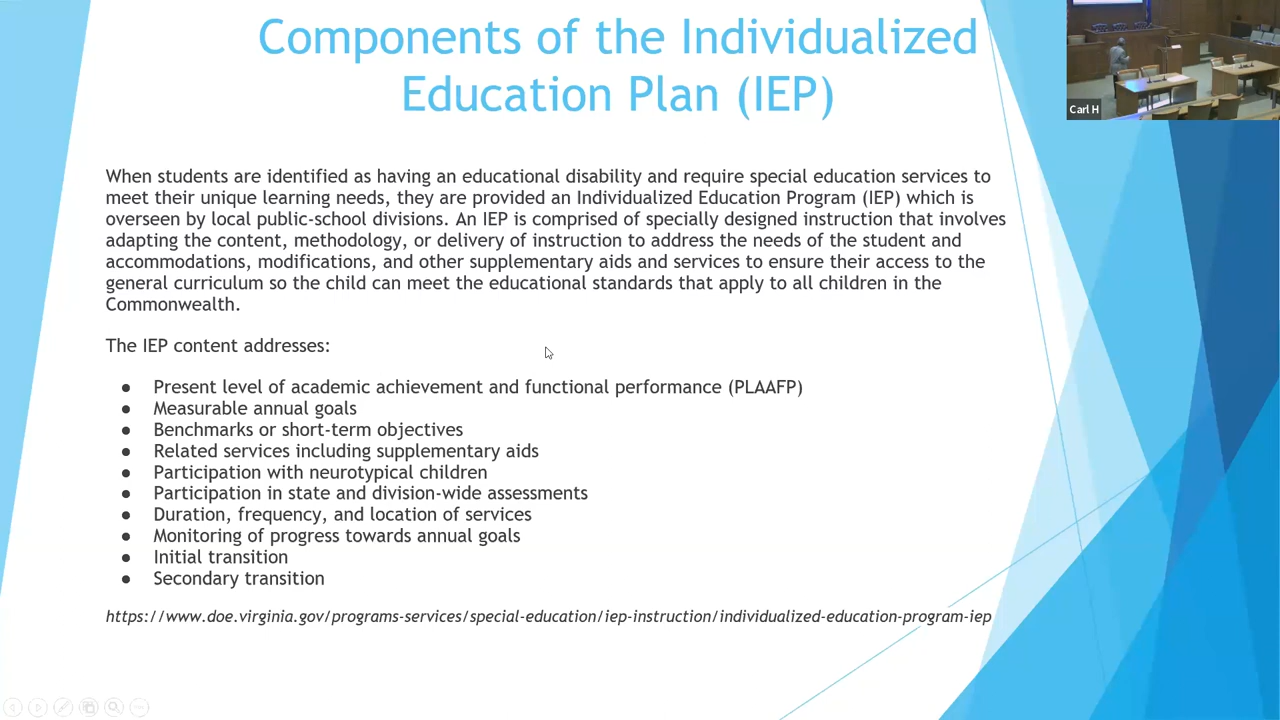 Components of the Individualized
Education Plan (IEP)
Carl H
When students are identified as having an educational disability and require special education services to
meet their unique learning needs, they are provided an Individualized Education Program (IEP) which is
overseen by local public-school divisions. An IEP is comprised of specially designed instruction that involves
adapting the content, methodology, or delivery of instruction to address the needs of the student and
accommodations, modifications, and other supplementary aids and services to ensure their access to the
general curriculum so the child can meet the educational standards that apply to all children in the
Commonwealth.
The IEP content addresses:
● Present level of academic achievement and functional performance (PLAAFP)
● Measurable annual goals
● Benchmarks or short-term objectives
● Related services including supplementary aids
● Participation with neurotypical children
● Participation in state and division-wide assessments
● Duration, frequency, and location of services
● Monitoring of progress towards annual goals
● Initial transition
● Secondary transition
https://www.doe.virginia.gov/programs-services/special-education/iep-instruction/individualized-education-program-iep